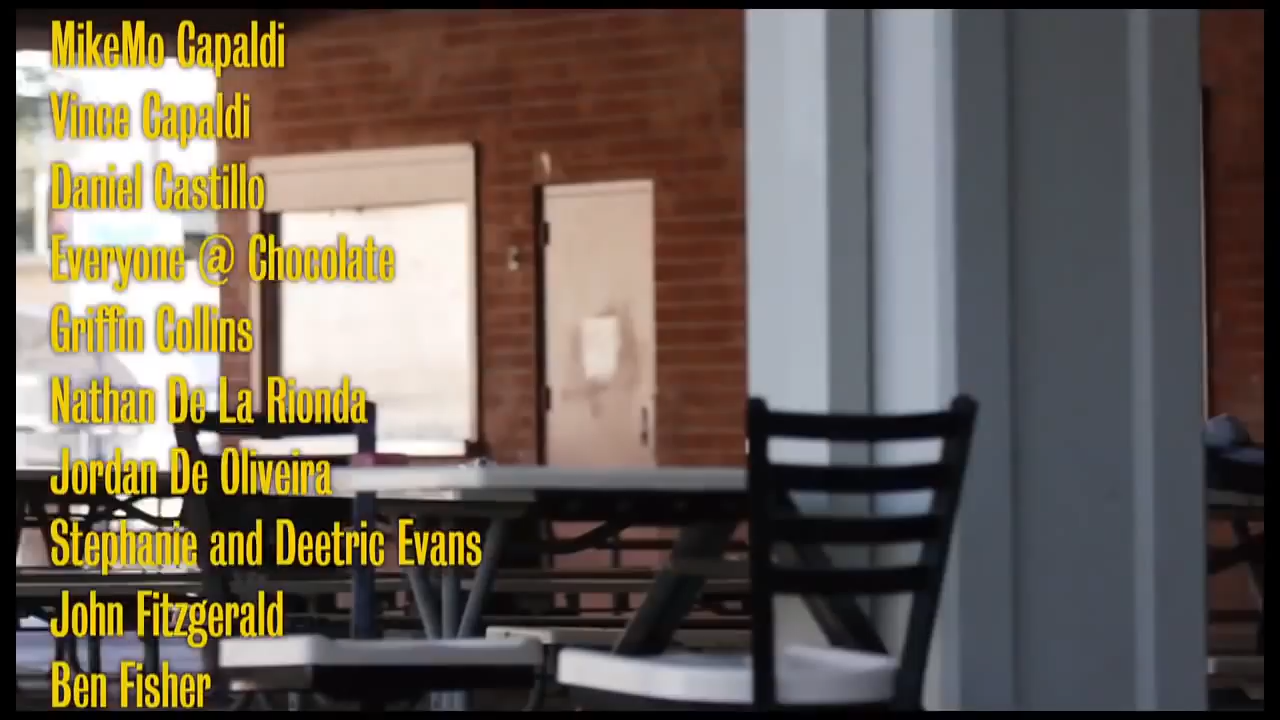 MikeMo Capaldi
Vince Capaldi
Daniel Castillo
Everyone @ Chocolate
Griffin Collins
Nathan De La Rionda
Jordan De Oliveira
Stephanie and Deetric Evans
John Fitzgerald
Ben Fisher